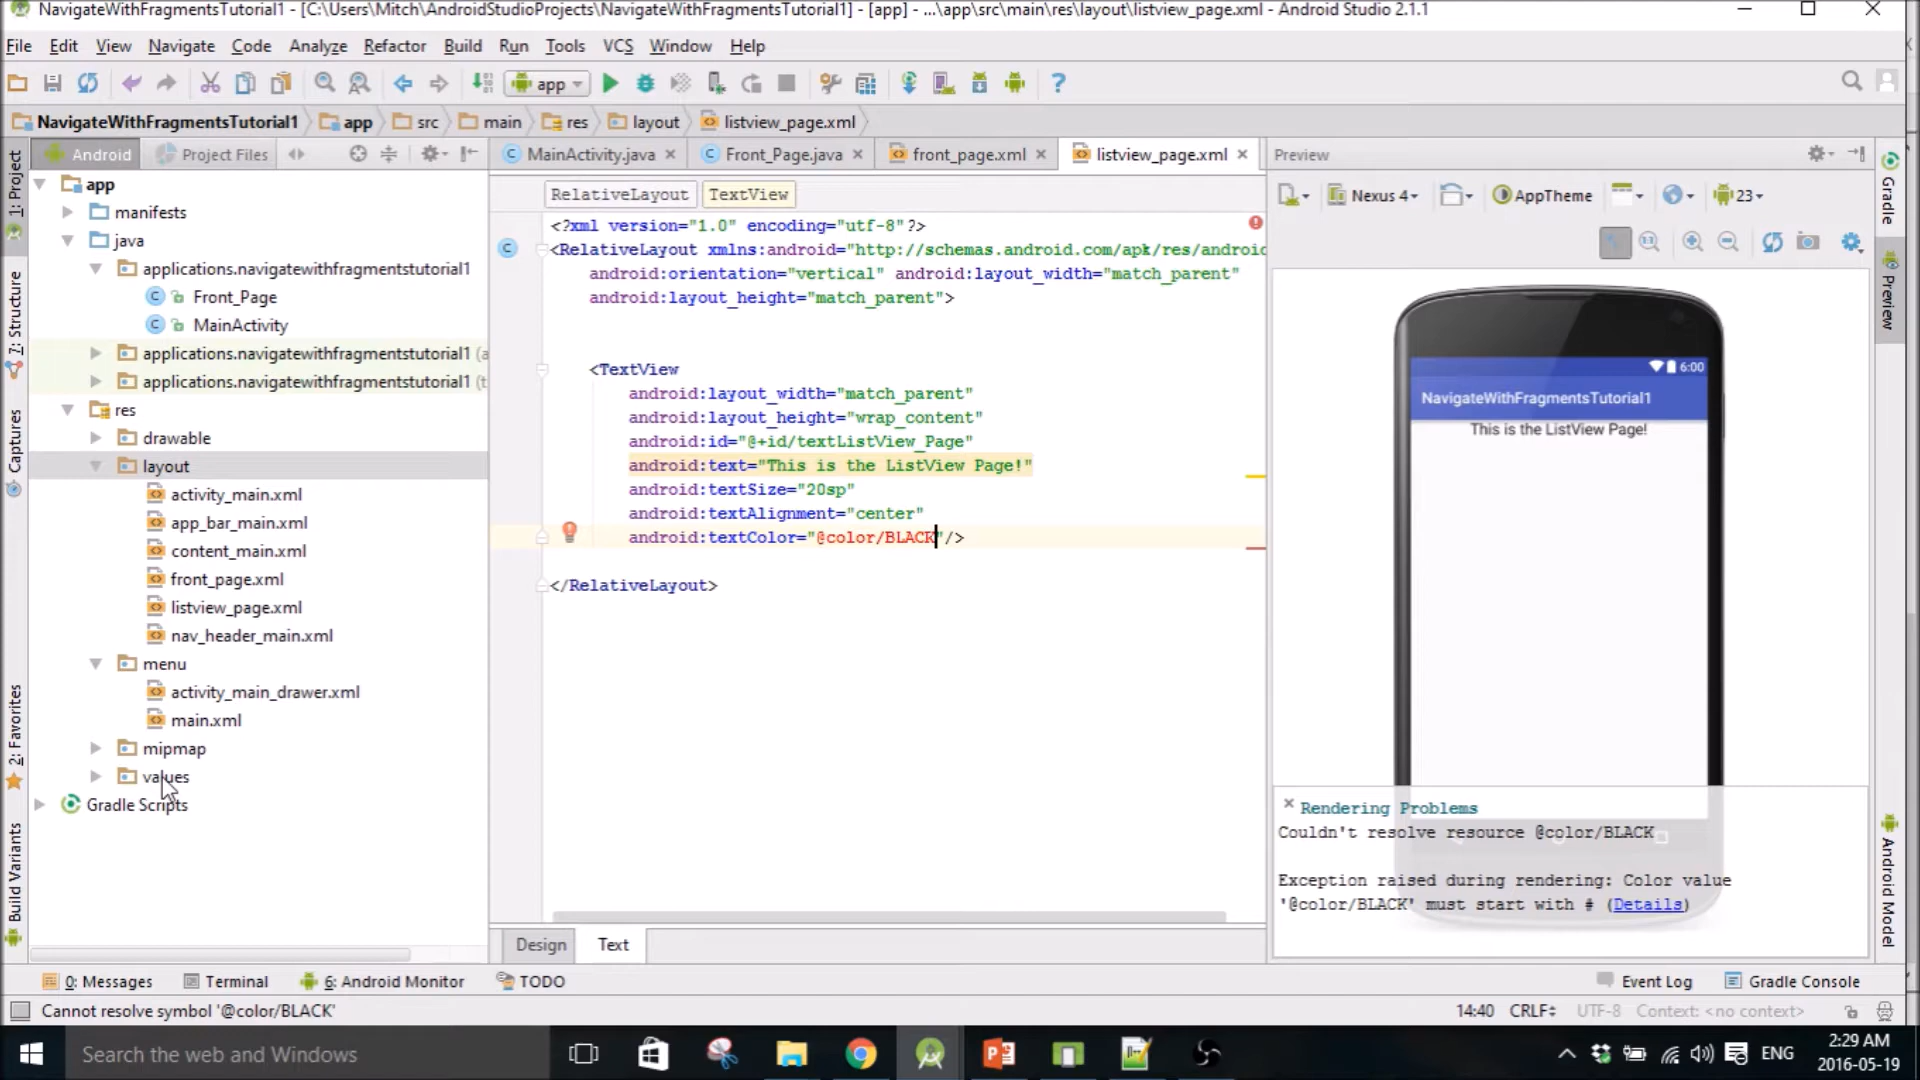 NavigateWithFragmentsTutorial1 - [C:\Users\Mitch\AndroidStudioProjects\NavigateWithFragmentsTutorial1] - [app] - ...\app\src\main\res\layout\listview_page.xml - Android Studio 2.1.1
File Edit View Navigate Code Analyze Refactor Build Run Tools VCS Window Help
app
NavigateWithFragmentsTutorial1 app src main res layout listview_page.xml
Android Project Files
MainActivity.java Front_Page.java front_page.xml listview_page.xml
Preview
1: Project
Z: Structure
Captures
2: Favorites
Build Variants
app
manifests
java
applications.navigatewithfragmentstutorial1
Front_Page
MainActivity
applications.navigatewithfragmentstutorial1 (a
applications.navigatewithfragmentstutorial1 (t
res
drawable
layout
activity_main.xml
app_bar_main.xml
content_main.xml
front_page.xml
listview_page.xml
nav_header_main.xml
menu
activity_main_drawer.xml
main.xml
mipmap
values
Gradle Scripts
RelativeLayout TextView
<?xml version="1.0" encoding="utf-8"?>
<RelativeLayout xmlns:android="http://schemas.android.com/apk/res/androi
android:orientation="vertical" android:layout_width="match_parent"
android:layout_height="match_parent">
<TextView
android:layout_width="match_parent"
android:layout_height="wrap_content"
android:id="@+id/textListView_Page"
android:text="This is the ListView Page!"
android:textSize="20sp"
android:textAlignment="center"
android:textColor="@color/BLACK"/>
</RelativeLayout>
Design Text
Nexus 4 AppTheme 23
6:00
NavigateWithFragmentsTutorial1
This is the ListView Page!
Rendering Problems
Couldn't resolve resource @color/BLACK
Exception raised during rendering: Color value
'@color/BLACK' must start with # (Details)
Gradle
Preview
Android Model
0: Messages Terminal 6: Android Monitor TODO Event Log Gradle Console
Cannot resolve symbol '@color/BLACK' 14:40 CRLF UTF-8 Context: <no context>
Search the web and Windows
ENG
2:29 AM
2016-05-19